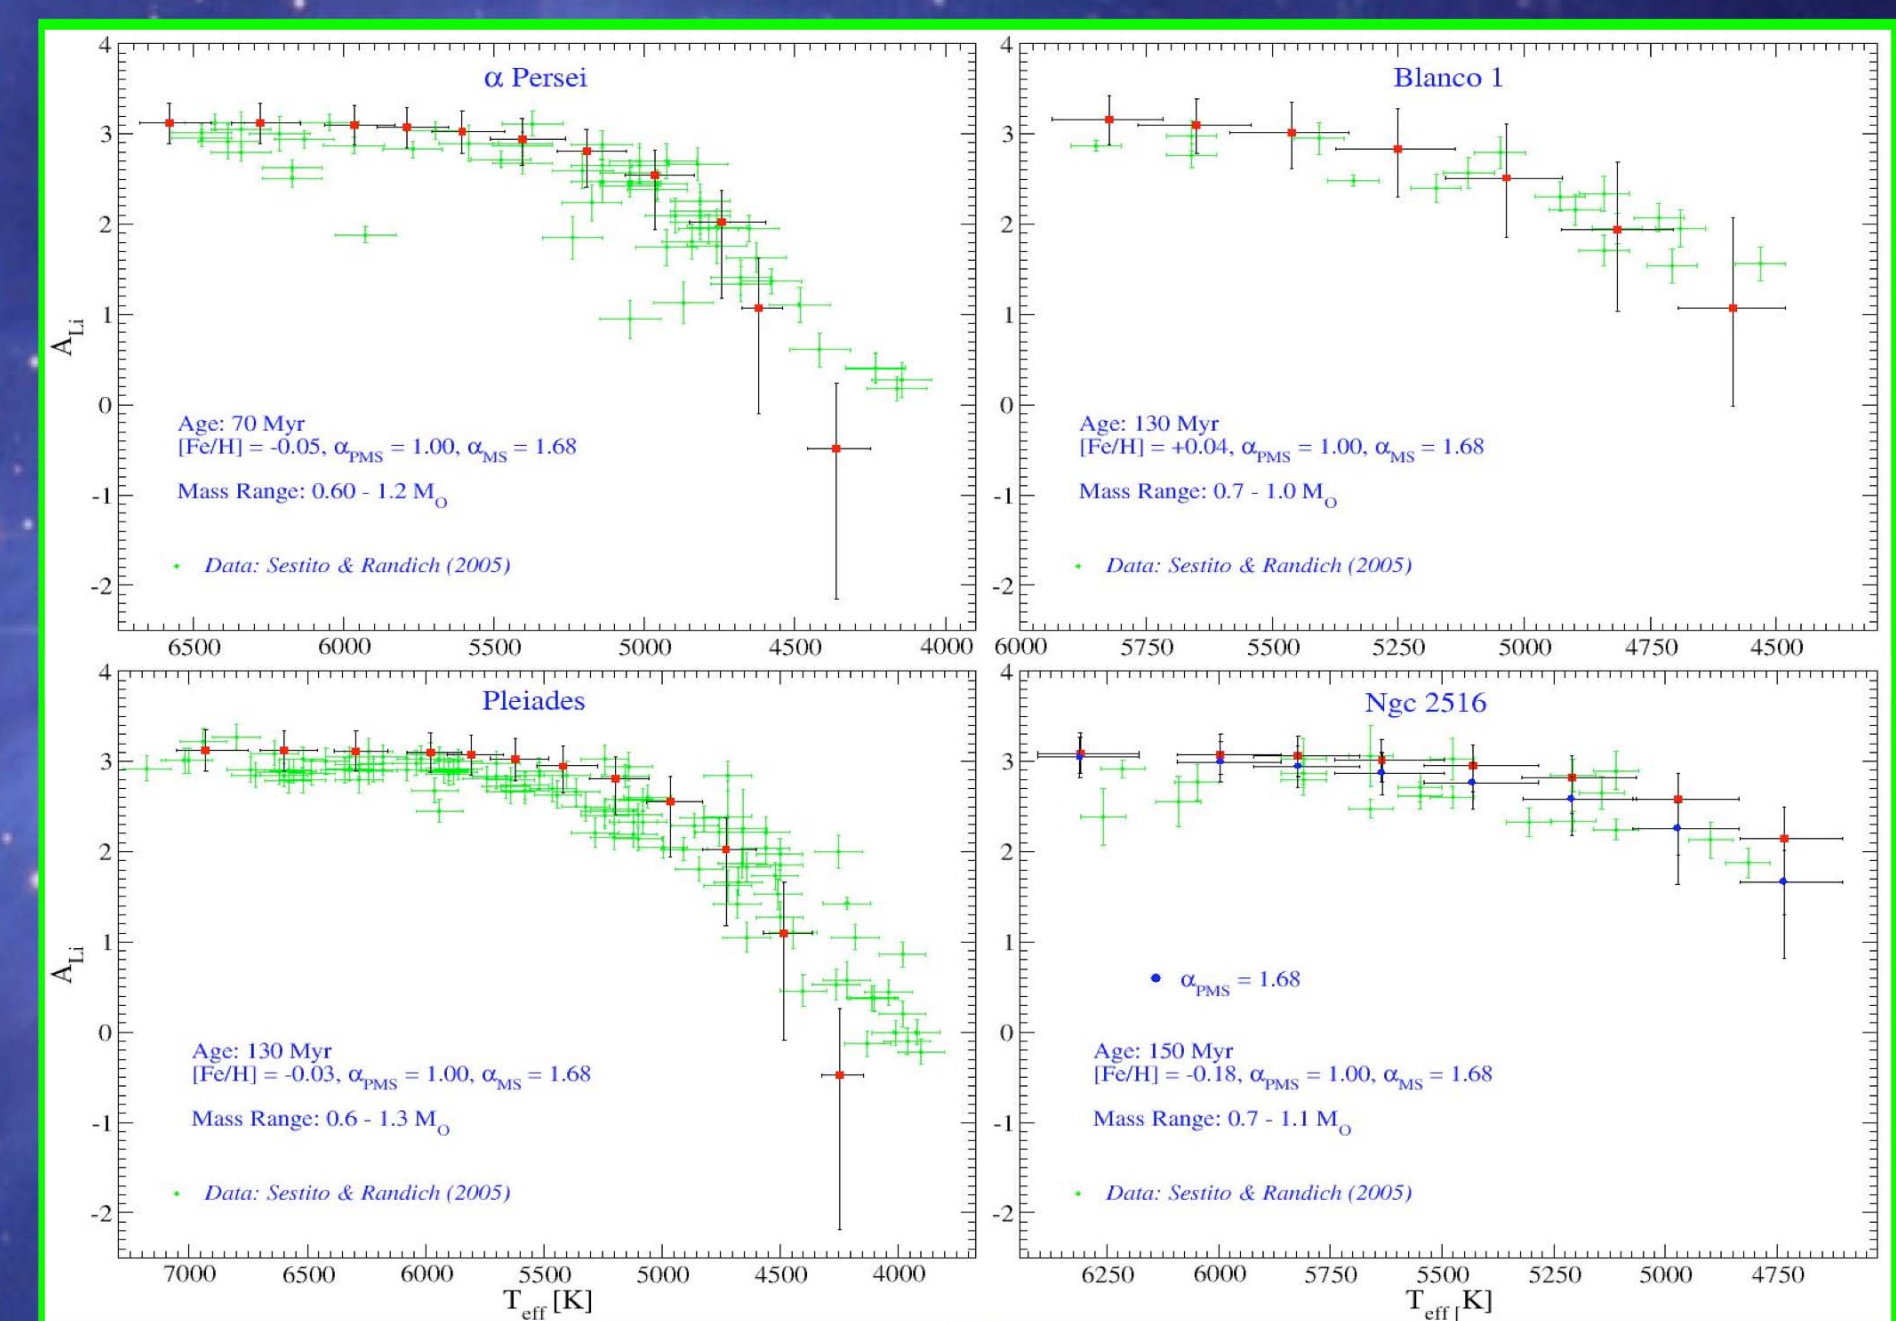 α Persei
4
3
2
1
0
-1
-2
A_Li
Age: 70 Myr
[Fe/H] = -0.05, α_PMS = 1.00, α_MS = 1.68
Mass Range: 0.60 - 1.2 M_O
Data: Sestito & Randich (2005)
6500 6000 5500 5000 4500 4000
Blanco 1
4
3
2
1
0
-1
-2
Age: 130 Myr
[Fe/H] = +0.04, α_PMS = 1.00, α_MS = 1.68
Mass Range: 0.7 - 1.0 M_O
Data: Sestito & Randich (2005)
6000 5750 5500 5250 5000 4750 4500
Pleiades
4
3
2
1
0
-1
-2
A_Li
Age: 130 Myr
[Fe/H] = -0.03, α_PMS = 1.00, α_MS = 1.68
Mass Range: 0.6 - 1.3 M_O
Data: Sestito & Randich (2005)
7000 6500 6000 5500 5000 4500 4000
T_eff [K]
Ngc 2516
4
3
2
1
0
-1
-2
α_PMS = 1.68
Age: 150 Myr
[Fe/H] = -0.18, α_PMS = 1.00, α_MS = 1.68
Mass Range: 0.7 - 1.1 M_O
Data: Sestito & Randich (2005)
6250 6000 5750 5500 5250 5000 4750
T_eff [K]